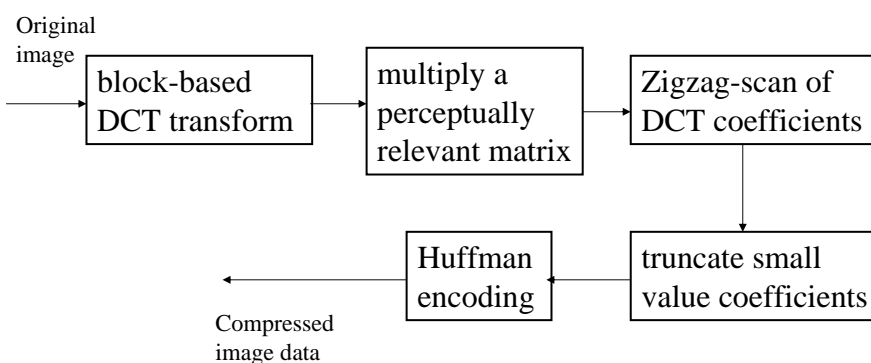 Original
image
block-based
DCT transform
multiply a
perceptually
relevant matrix
Zigzag-scan of
DCT coefficients
truncate small
value coefficients
Huffman
encoding
Compressed
image data